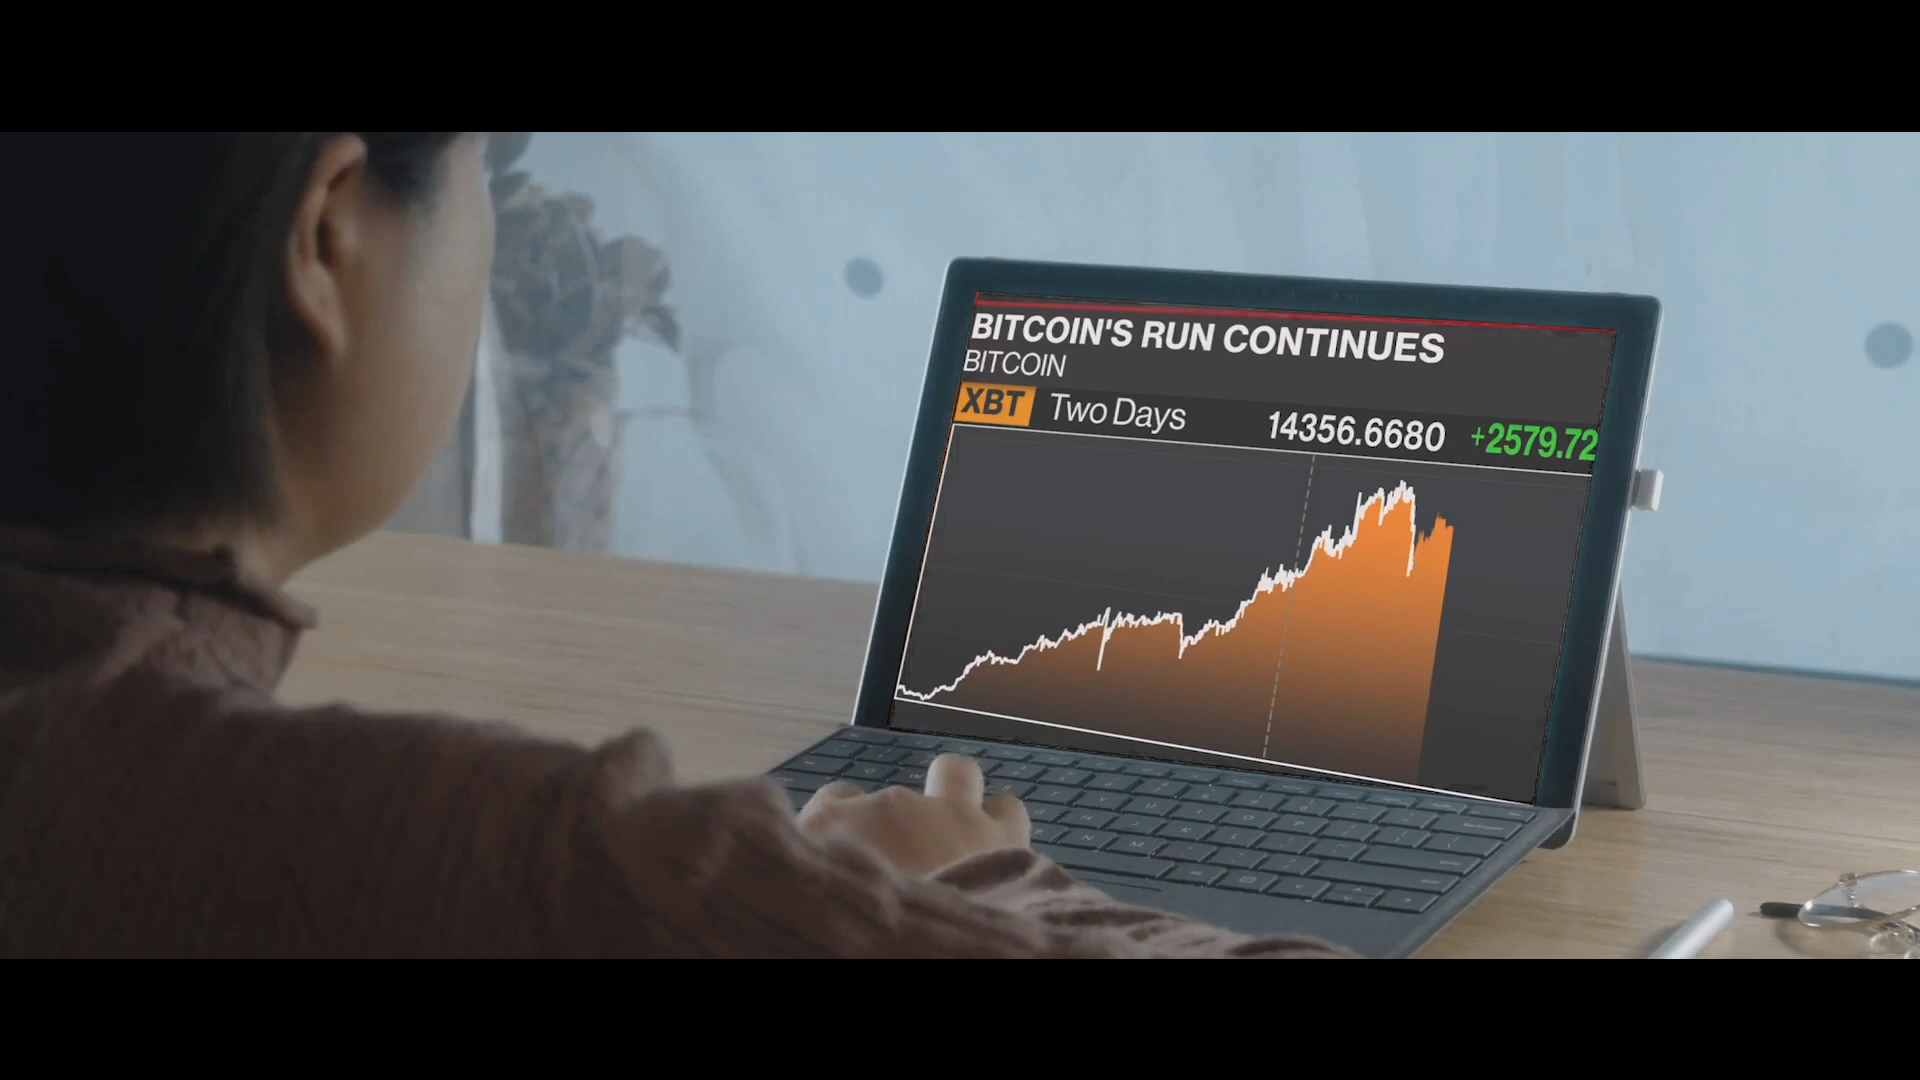 BITCOIN'S RUN CONTINUES
BITCOIN
XBT Two Days 14356.6680 +2579.72